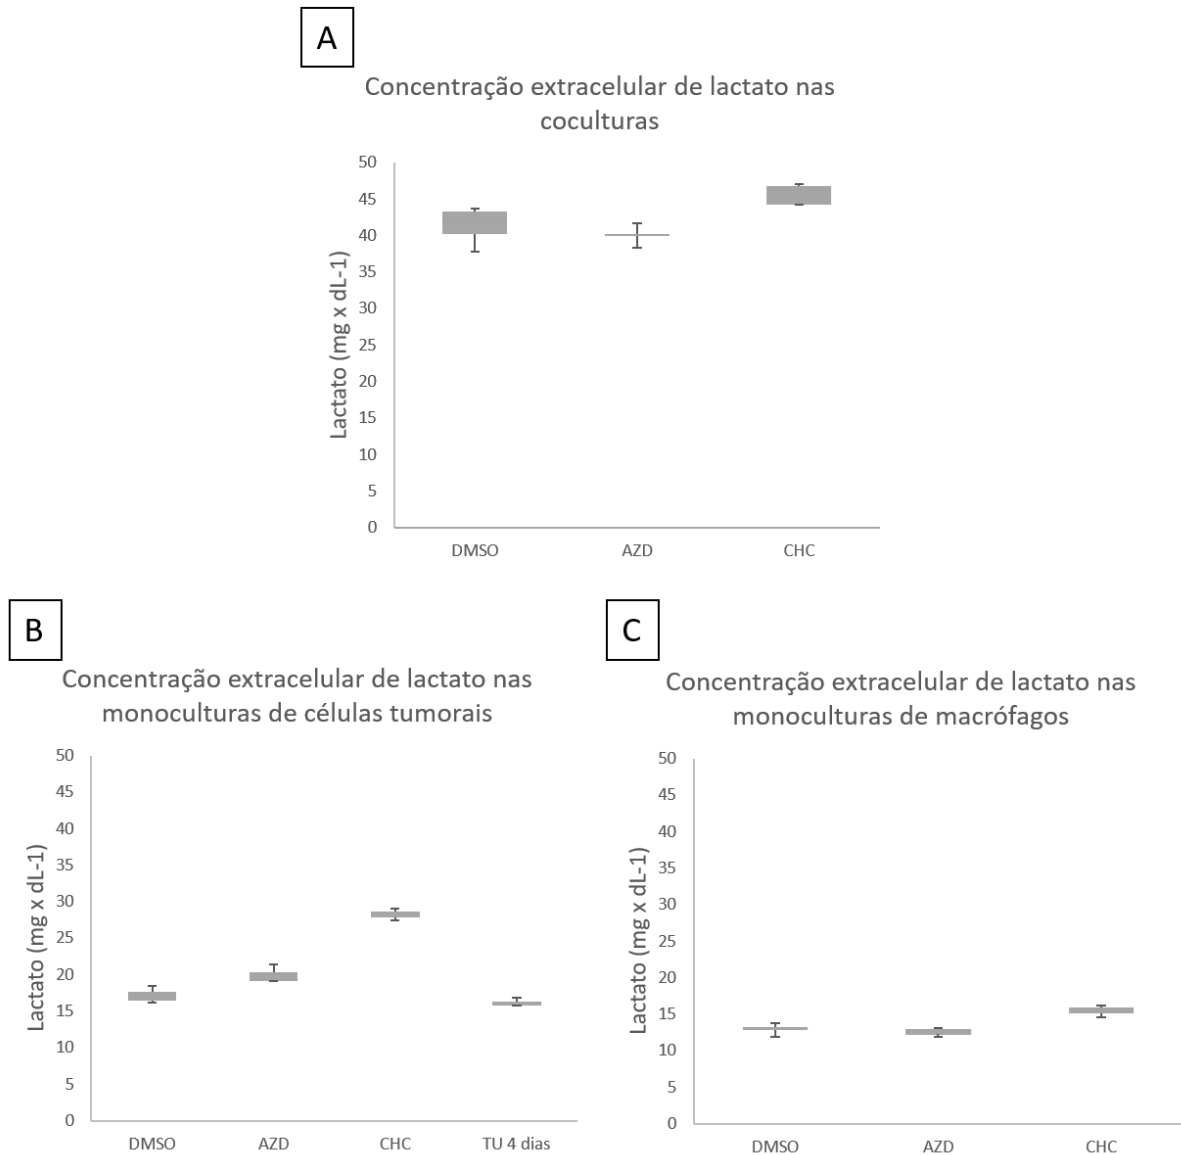 A
Concentração extracelular de lactato nas
coculturas
Lactato (mg x dL-1)
50
45
40
35
30
25
20
15
10
5
0
DMSO AZD CHC
B
Concentração extracelular de lactato nas
monoculturas de células tumorais
Lactato (mg x dL-1)
50
45
40
35
30
25
20
15
10
5
0
DMSO AZD CHC TU 4 dias
C
Concentração extracelular de lactato nas
monoculturas de macrófagos
Lactato (mg x dL-1)
50
45
40
35
30
25
20
15
10
5
0
DMSO AZD CHC